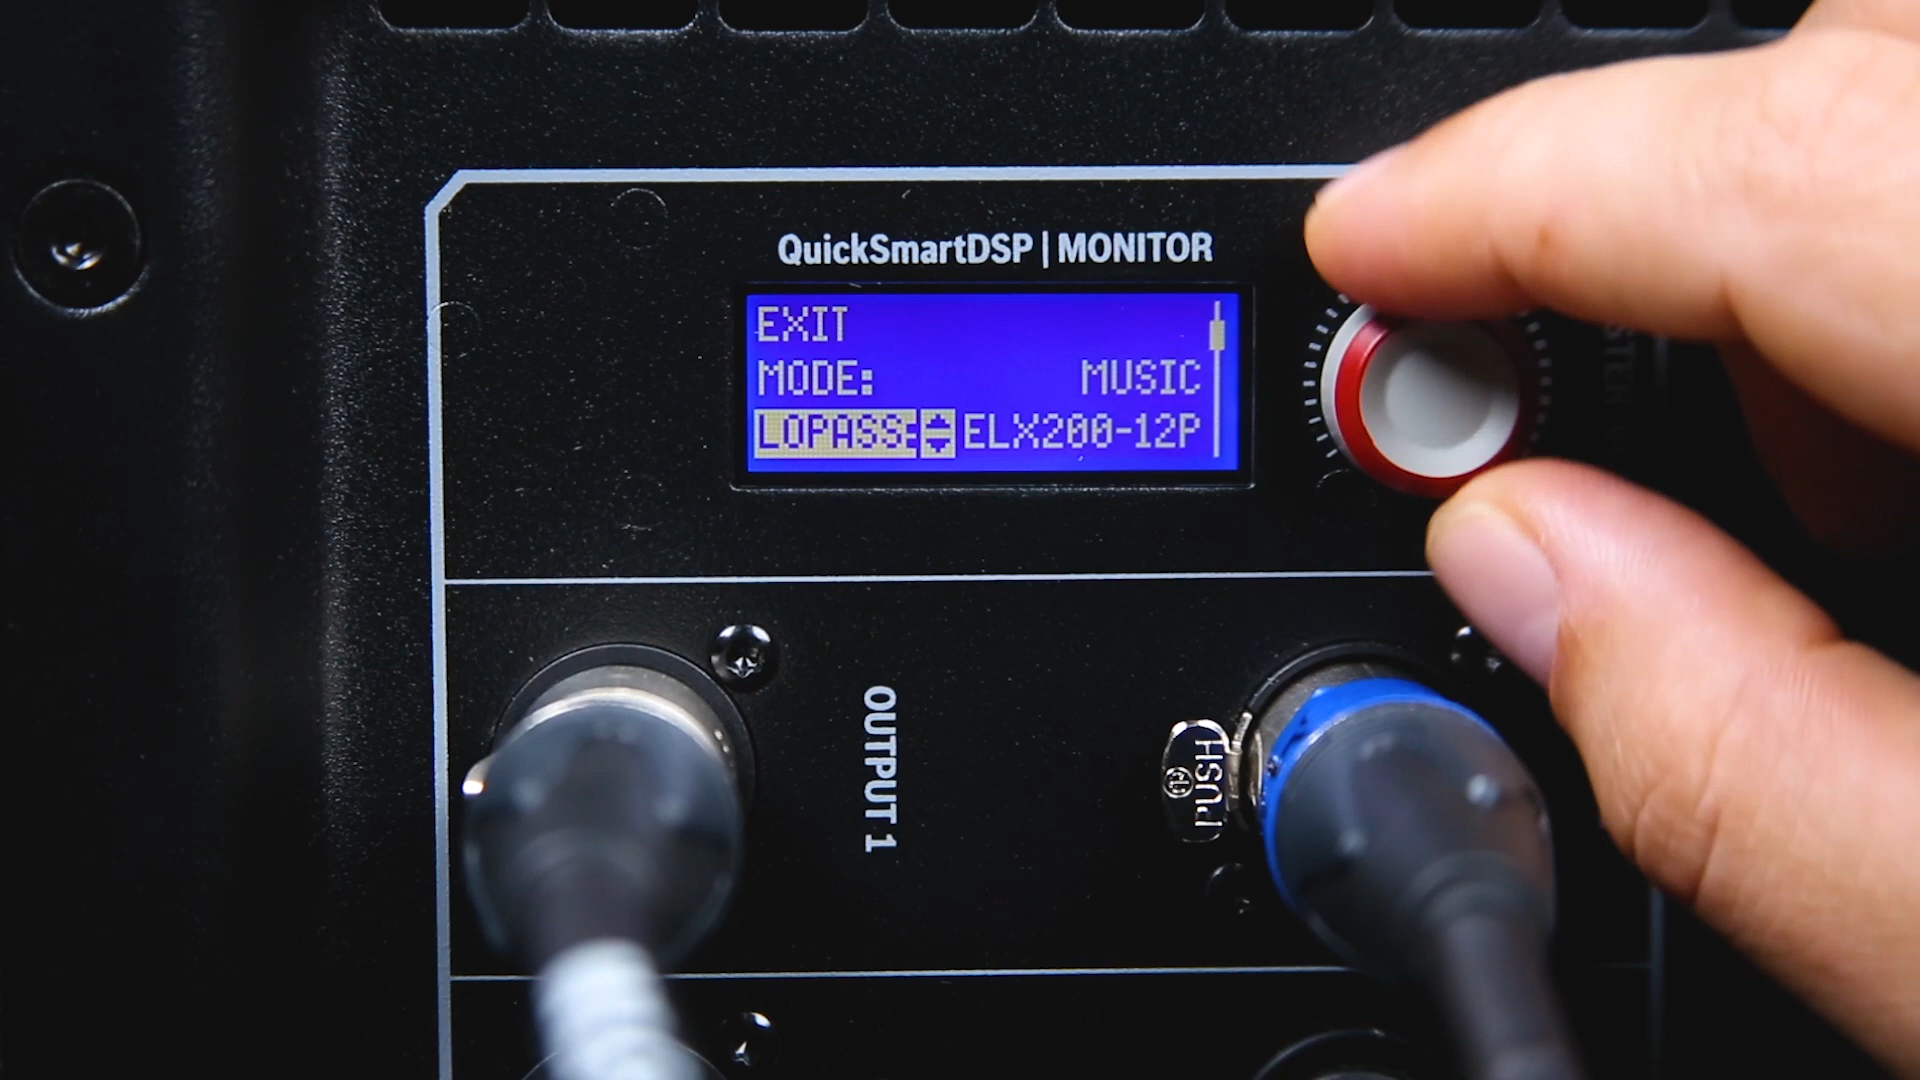 QuickSmartDSP | MONITOR
EXIT
MODE: MUSIC
LOPASS: ELX200-12P
OUTPUT 1
PUSH